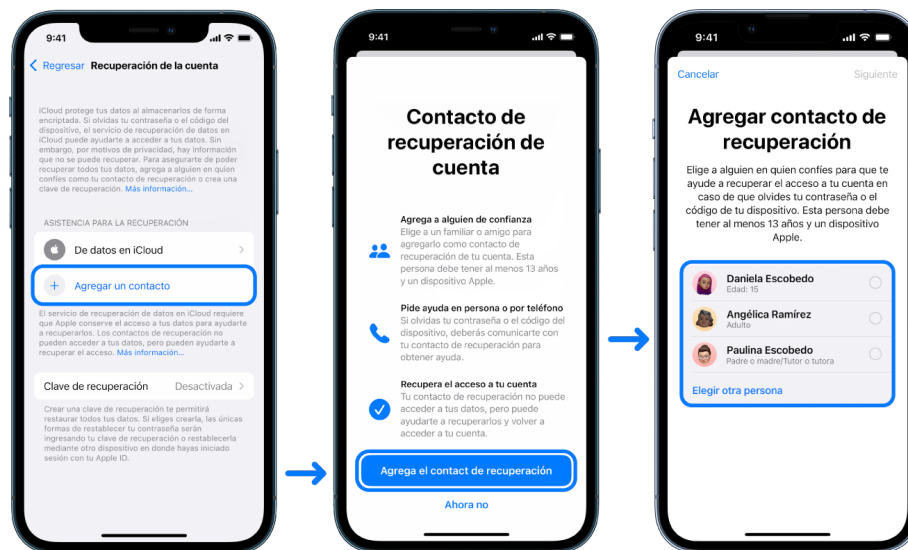 9:41
Regresar
Recuperación de la cuenta
iCloud protege tus datos al almacenarlos de forma
encriptada. Si olvidas tu contraseña o el código del
dispositivo, el servicio de recuperación de datos en
iCloud puede ayudarte a acceder a tus datos. Sin
embargo, por motivos de privacidad, hay información
que no se puede recuperar. Para asegurarte de poder
recuperar todos tus datos, agrega a alguien en quien
confíes como tu contacto de recuperación o crea una
clave de recuperación. Más información...
ASISTENCIA PARA LA RECUPERACIÓN
De datos en iCloud
Agregar un contacto
El servicio de recuperación de datos en iCloud requiere
que Apple conserve el acceso a tus datos para ayudarte
a recuperarlos. Los contactos de recuperación no
pueden acceder a tus datos, pero pueden ayudarte a
recuperar el acceso. Más información...
Clave de recuperación Desactivada
Crear una clave de recuperación te permitirá
restaurar todos tus datos. Si eliges crearla, las únicas
formas de restablecer tu contraseña serán
ingresando tu clave de recuperación o restablecerla
mediante otro dispositivo en donde hayas iniciado
sesión con tu Apple ID.
9:41
Contacto de
recuperación de
cuenta
Agrega a alguien de confianza
Elige a un familiar o amigo para
agregarlo como contacto de
recuperación de tu cuenta. Esta
persona debe tener al menos 13 años
y un dispositivo Apple.
Pide ayuda en persona o por teléfono
Si olvidas tu contraseña o el código del
dispositivo, deberás comunicarte con
tu contacto de recuperación para
obtener ayuda.
Recupera el acceso a tu cuenta
Tu contacto de recuperación no puede
acceder a tus datos, pero puede
ayudarte a recuperarlos y volver a
acceder a tu cuenta.
Agrega el contact de recuperación
Ahora no
9:41
Cancelar Siguiente
Agregar contacto de
recuperación
Elige a alguien en quien confíes para que te
ayude a recuperar el acceso a tu cuenta en
caso de que olvides tu contraseña o el
código de tu dispositivo. Esta persona debe
tener al menos 13 años y un dispositivo
Apple.
Daniela Escobedo
Edad: 15
Angélica Ramírez
Adulto
Paulina Escobedo
Padre o madre/Tutor o tutora
Elegir otra persona